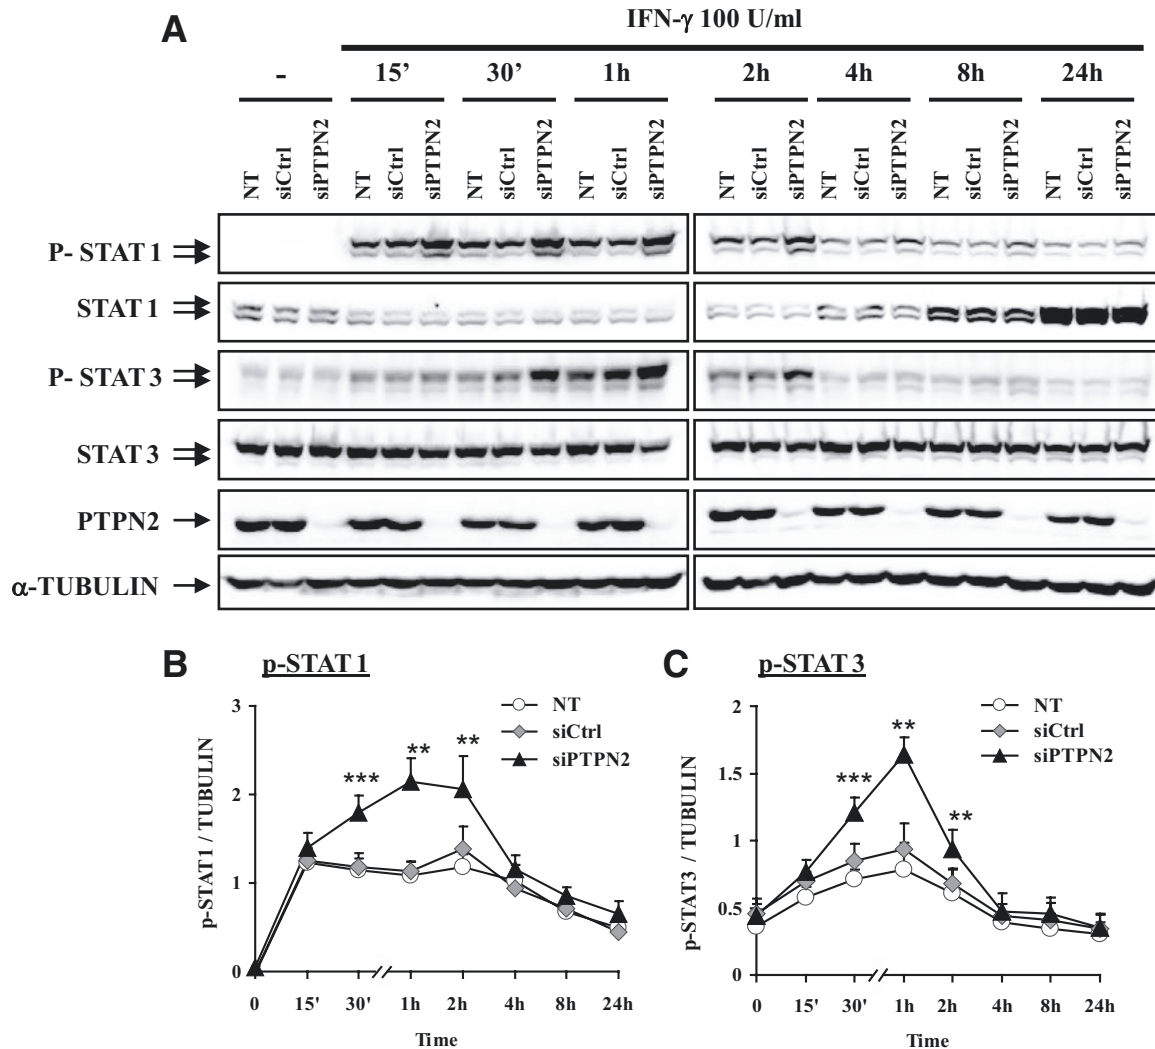 A
IFN-γ 100 U/ml
- 15’ 30’ 1h 2h 4h 8h 24h
NT siCtrl siPTPN2 NT siCtrl siPTPN2 NT siCtrl siPTPN2 NT siCtrl siPTPN2 NT siCtrl siPTPN2 NT siCtrl siPTPN2 NT siCtrl siPTPN2 NT siCtrl siPTPN2
P- STAT 1
STAT 1
P- STAT 3
STAT 3
PTPN2
α-TUBULIN
B p-STAT 1
p-STAT1 / TUBULIN
3
2
1
0
NT
siCtrl
siPTPN2
*** ** **
0 15' 30' 1h 2h 4h 8h 24h
Time
C p-STAT 3
p-STAT3 / TUBULIN
2
1.5
1
0.5
0
NT
siCtrl
siPTPN2
*** ** **
0 15' 30' 1h 2h 4h 8h 24h
Time